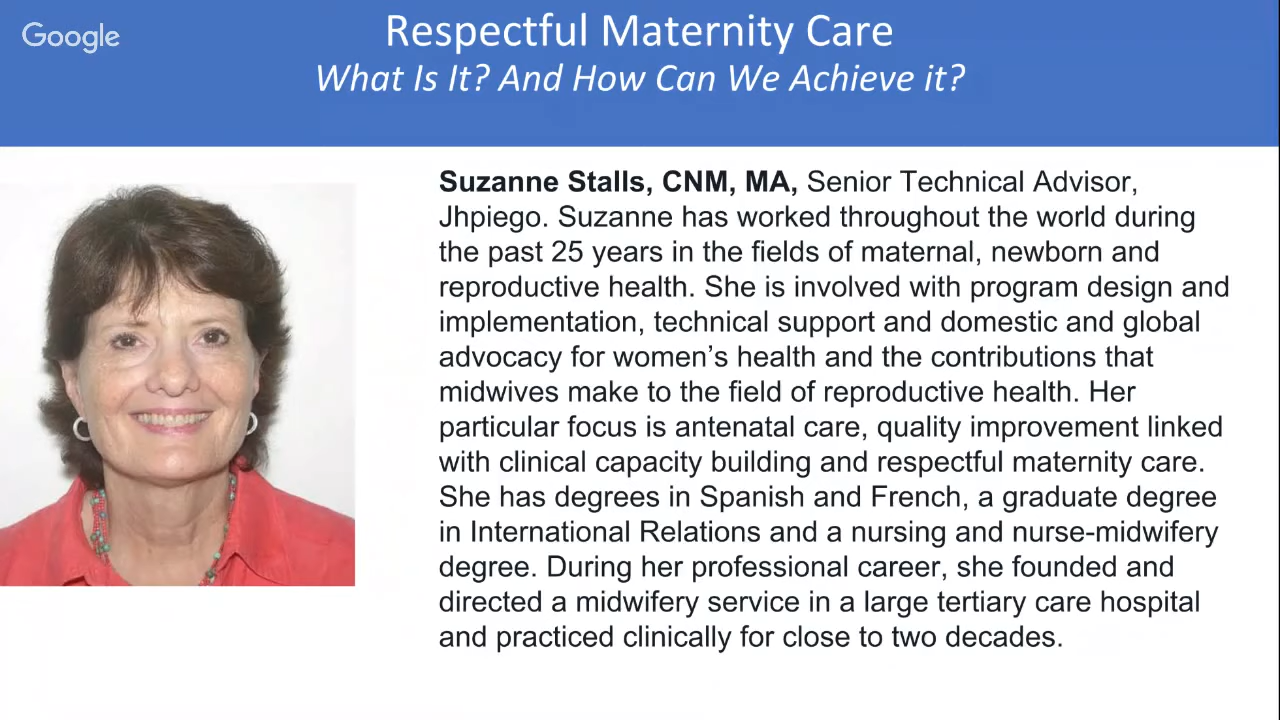 Google
Respectful Maternity Care
What Is It? And How Can We Achieve it?
Suzanne Stalls, CNM, MA, Senior Technical Advisor,
Jhpiego. Suzanne has worked throughout the world during
the past 25 years in the fields of maternal, newborn and
reproductive health. She is involved with program design and
implementation, technical support and domestic and global
advocacy for women’s health and the contributions that
midwives make to the field of reproductive health. Her
particular focus is antenatal care, quality improvement linked
with clinical capacity building and respectful maternity care.
She has degrees in Spanish and French, a graduate degree
in International Relations and a nursing and nurse-midwifery
degree. During her professional career, she founded and
directed a midwifery service in a large tertiary care hospital
and practiced clinically for close to two decades.